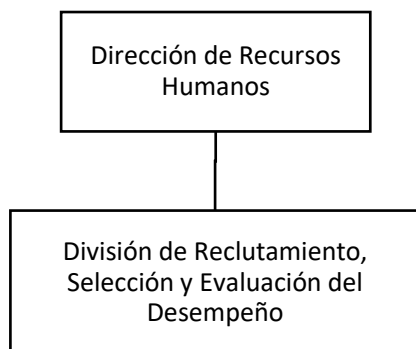 Dirección de Recursos
Humanos
División de Reclutamiento,
Selección y Evaluación del
Desempeño